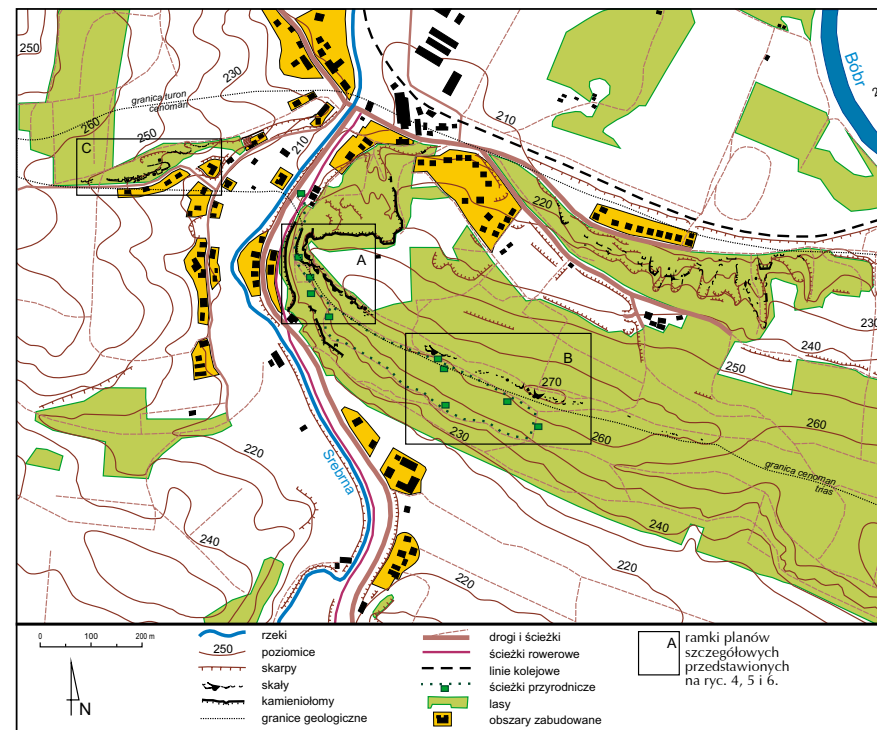 250
230
granica turon
cenoman
260
250
C
210
210
220
A
Bóbr
230
240
250
B
270
260
260
230
granica cenoman
trias
240
220
Srebrna
240
220
220
0 100 200 m
N
rzeki
250
poziomice
skarpy
skały
kamieniołomy
granice geologiczne
drogi i ścieżki
ścieżki rowerowe
linie kolejowe
ścieżki przyrodnicze
lasy
obszary zabudowane
A
ramki planów
szczegółowych
przedstawionych
na ryc. 4, 5 i 6.